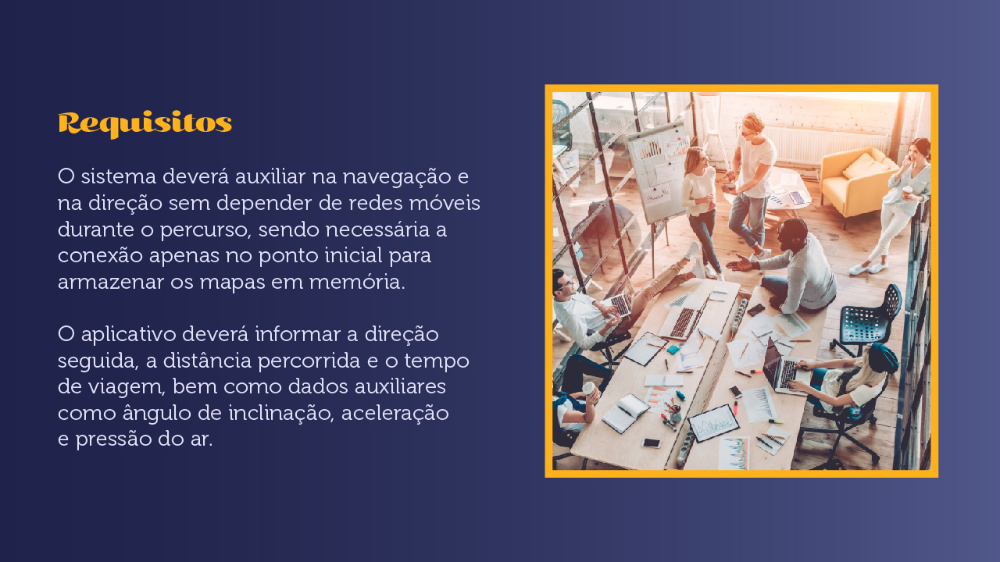 Requisitos
O sistema deverá auxiliar na navegação e
na direção sem depender de redes móveis
durante o percurso, sendo necessária a
conexão apenas no ponto inicial para
armazenar os mapas em memória.
O aplicativo deverá informar a direção
seguida, a distância percorrida e o tempo
de viagem, bem como dados auxiliares
como ângulo de inclinação, aceleração
e pressão do ar.